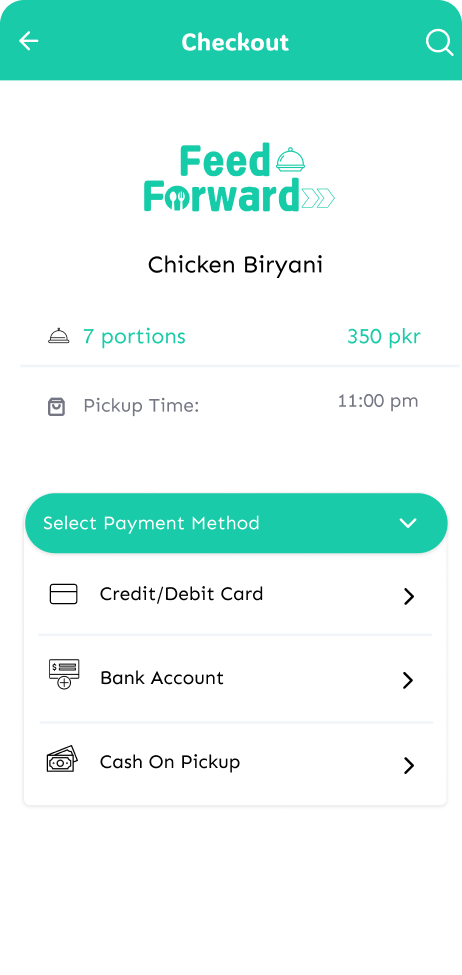 Checkout
Feed
Forward
Chicken Biryani
7 portions 350 pkr
Pickup Time: 11:00 pm
Select Payment Method
Credit/Debit Card
Bank Account
Cash On Pickup